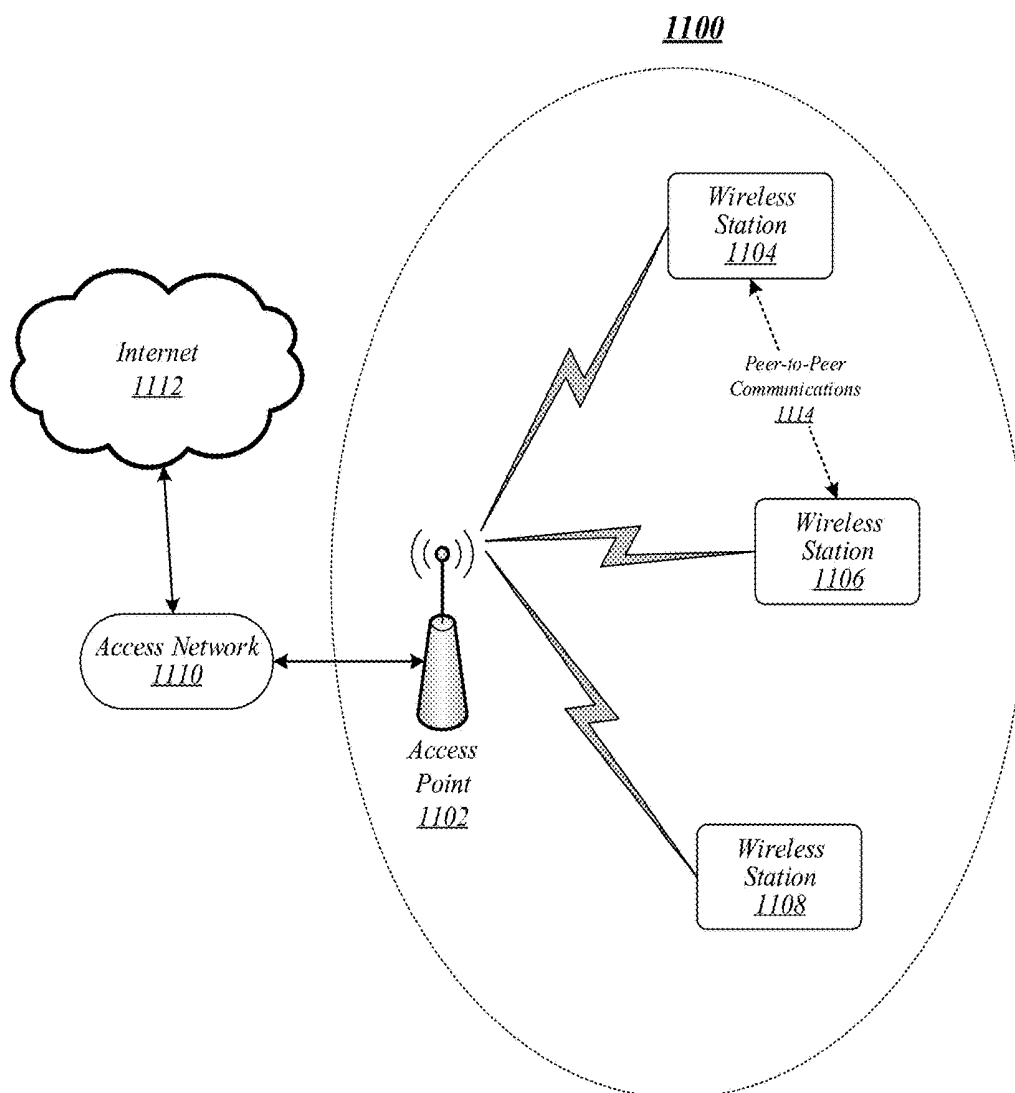 1100
Wireless
Station
1104
Internet
1112
Peer-to-Peer
Communications
1114
Wireless
Station
1106
Access Network
1110
Access
Point
1102
Wireless
Station
1108